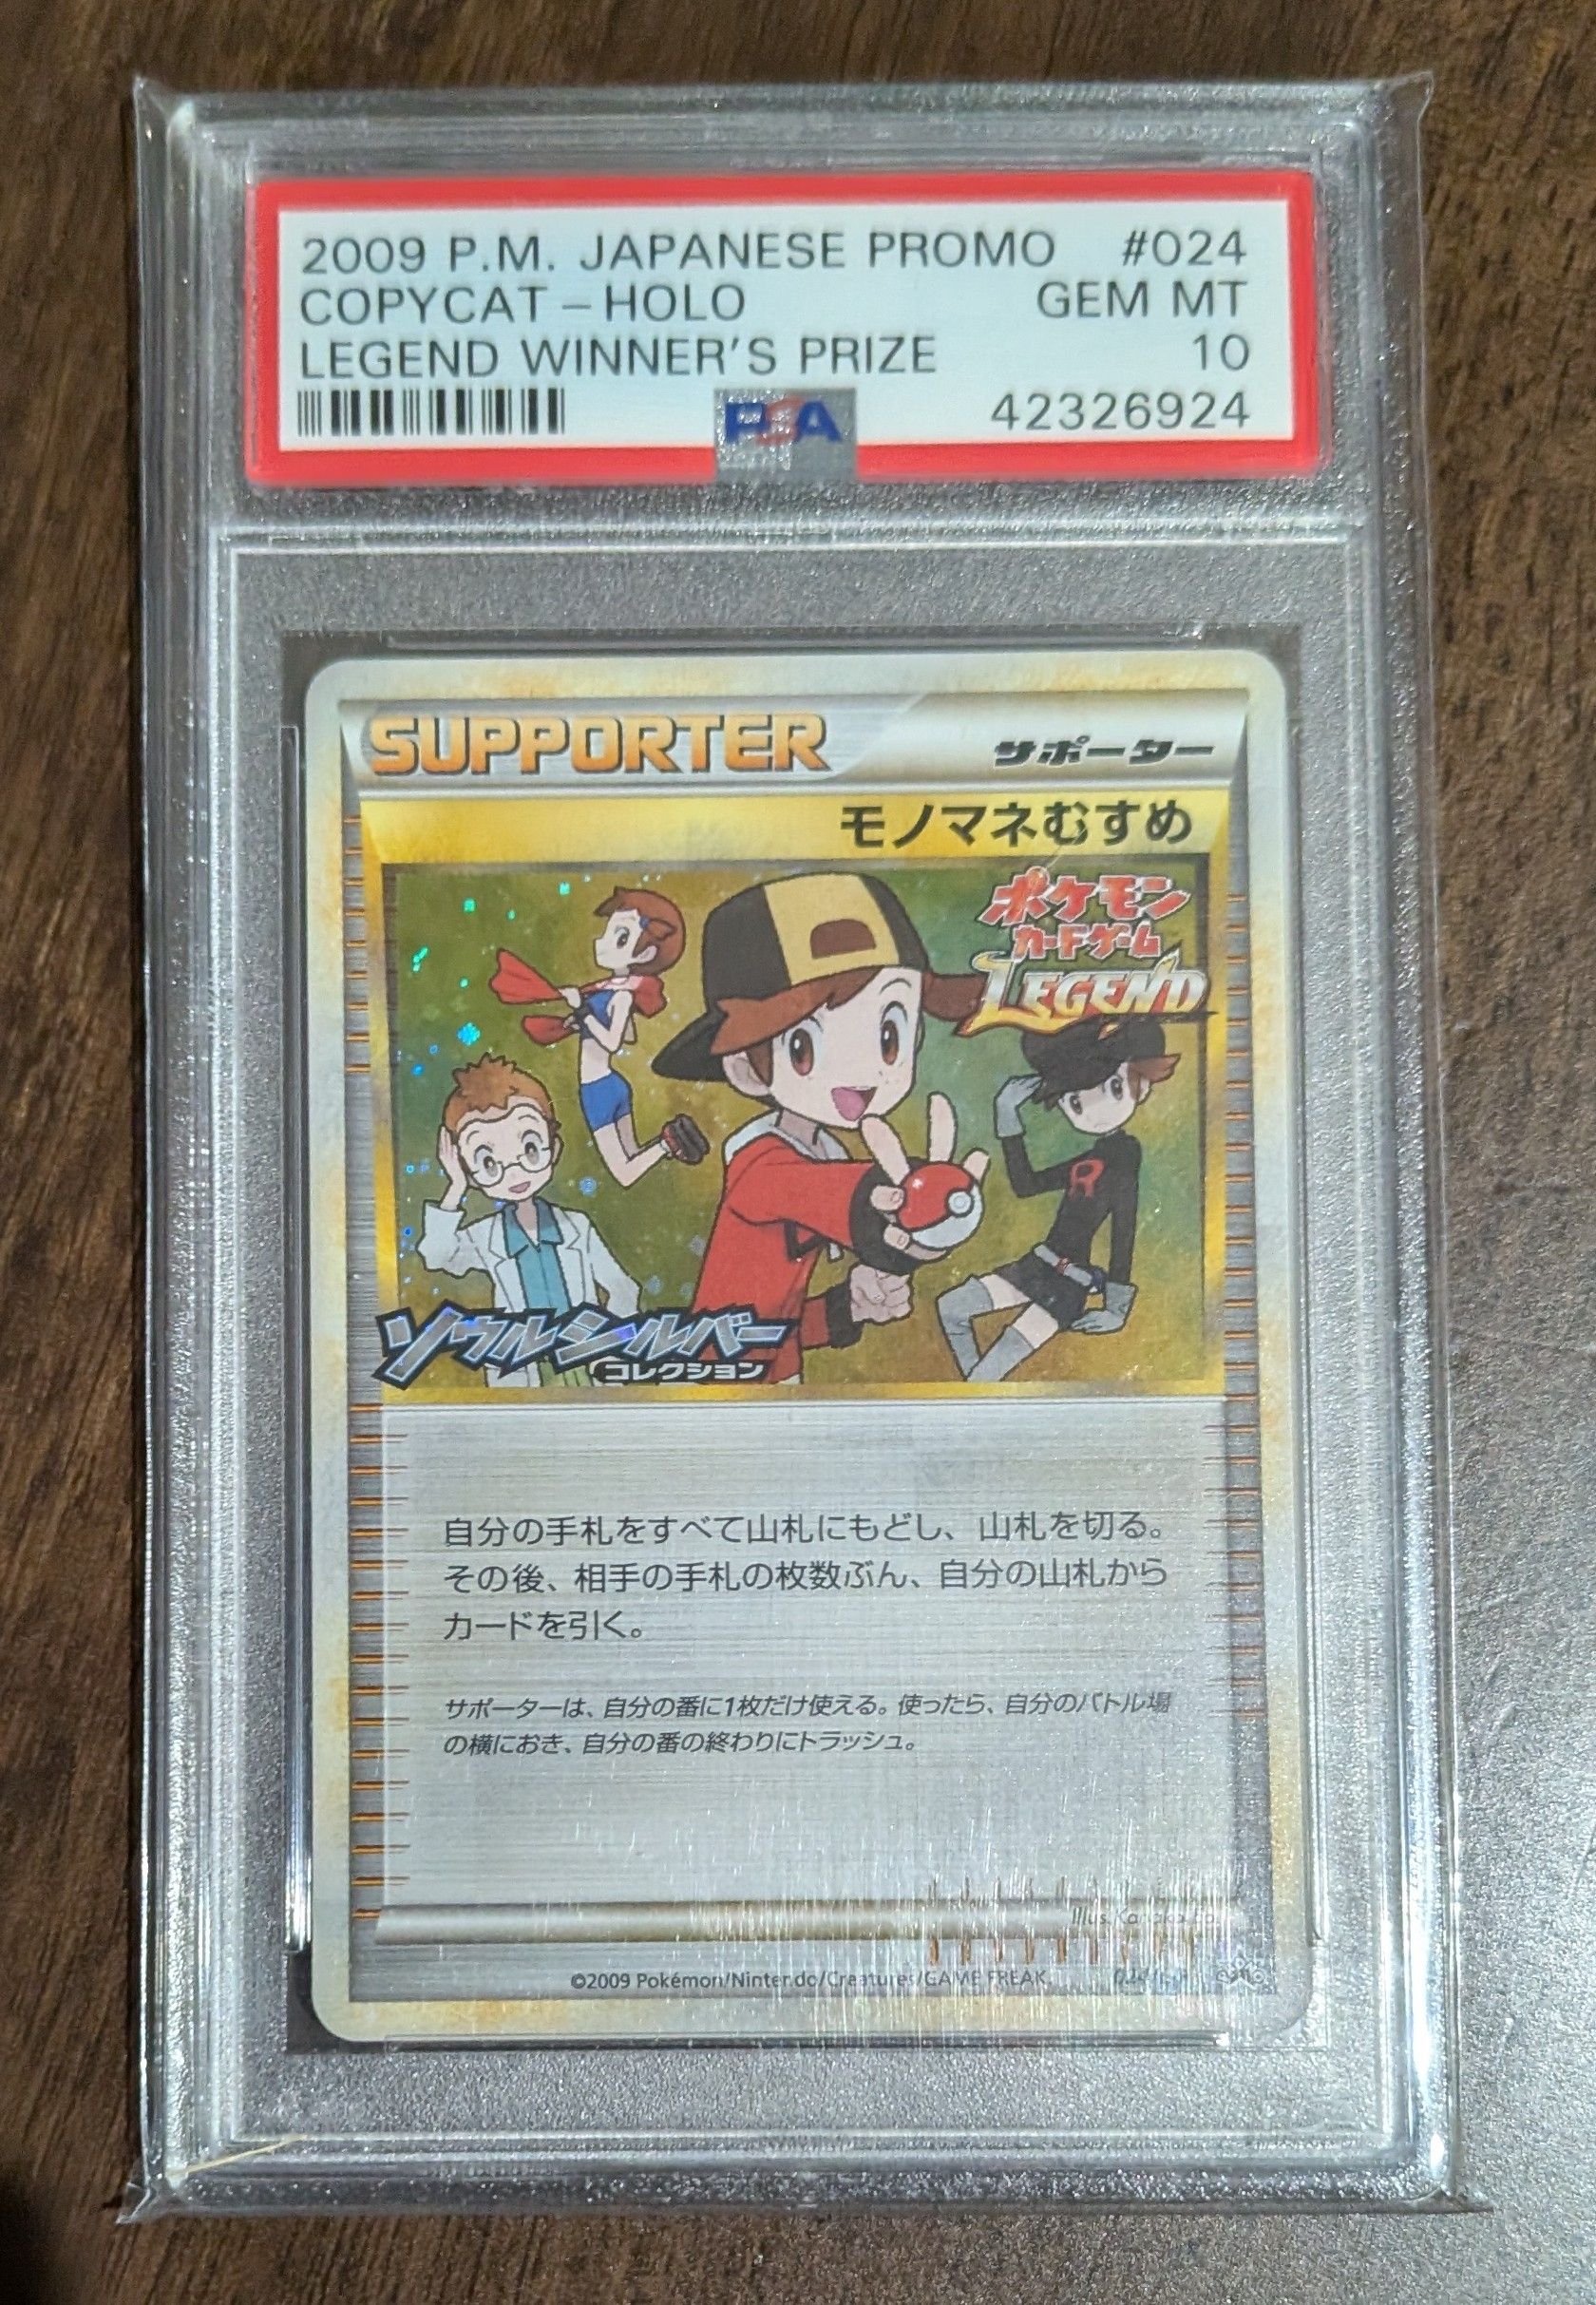 2009 P.M. JAPANESE PROMO #024
COPYCAT-HOLO GEM MT
LEGEND WINNER'S PRIZE 10
PSA 42326924
SUPPORTER サポーター
モノマネむすめ
ポケモン
カードゲーム
LEGEND
R
ソウルシルバー
コレクション
自分の手札をすべて山札にもどし、山札を切る。
その後、相手の手札の枚数ぶん、自分の山札から
カードを引く。
サポーターは、自分の番に1枚だけ使える。使ったら、自分のバトル場
の横におき、自分の番の終わりにトラッシュ。
Illus.
©2009 Pokémon/Nintendo/Creatures/GAME FREAK.